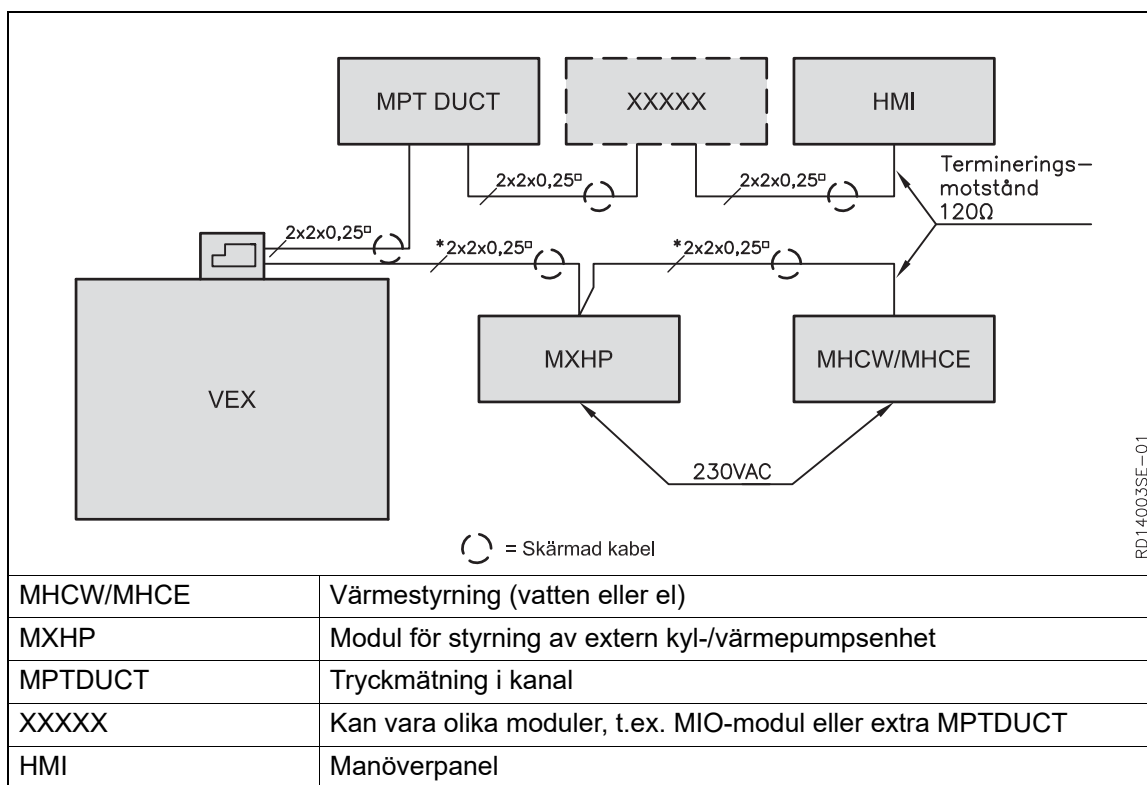 MPT DUCT
XXXXX
HMI
Terminerings–
motstånd
120Ω
2x2x0,25¤
2x2x0,25¤
2x2x0,25¤
*2x2x0,25¤
*2x2x0,25¤
MXHP
MHCW/MHCE
VEX
230VAC
= Skärmad kabel
RD14003SE–01
MHCW/MHCE Värmestyrning (vatten eller el)
MXHP Modul för styrning av extern kyl-/värmepumpsenhet
MPTDUCT Tryckmätning i kanal
XXXXX Kan vara olika moduler, t.ex. MIO-modul eller extra MPTDUCT
HMI Manöverpanel